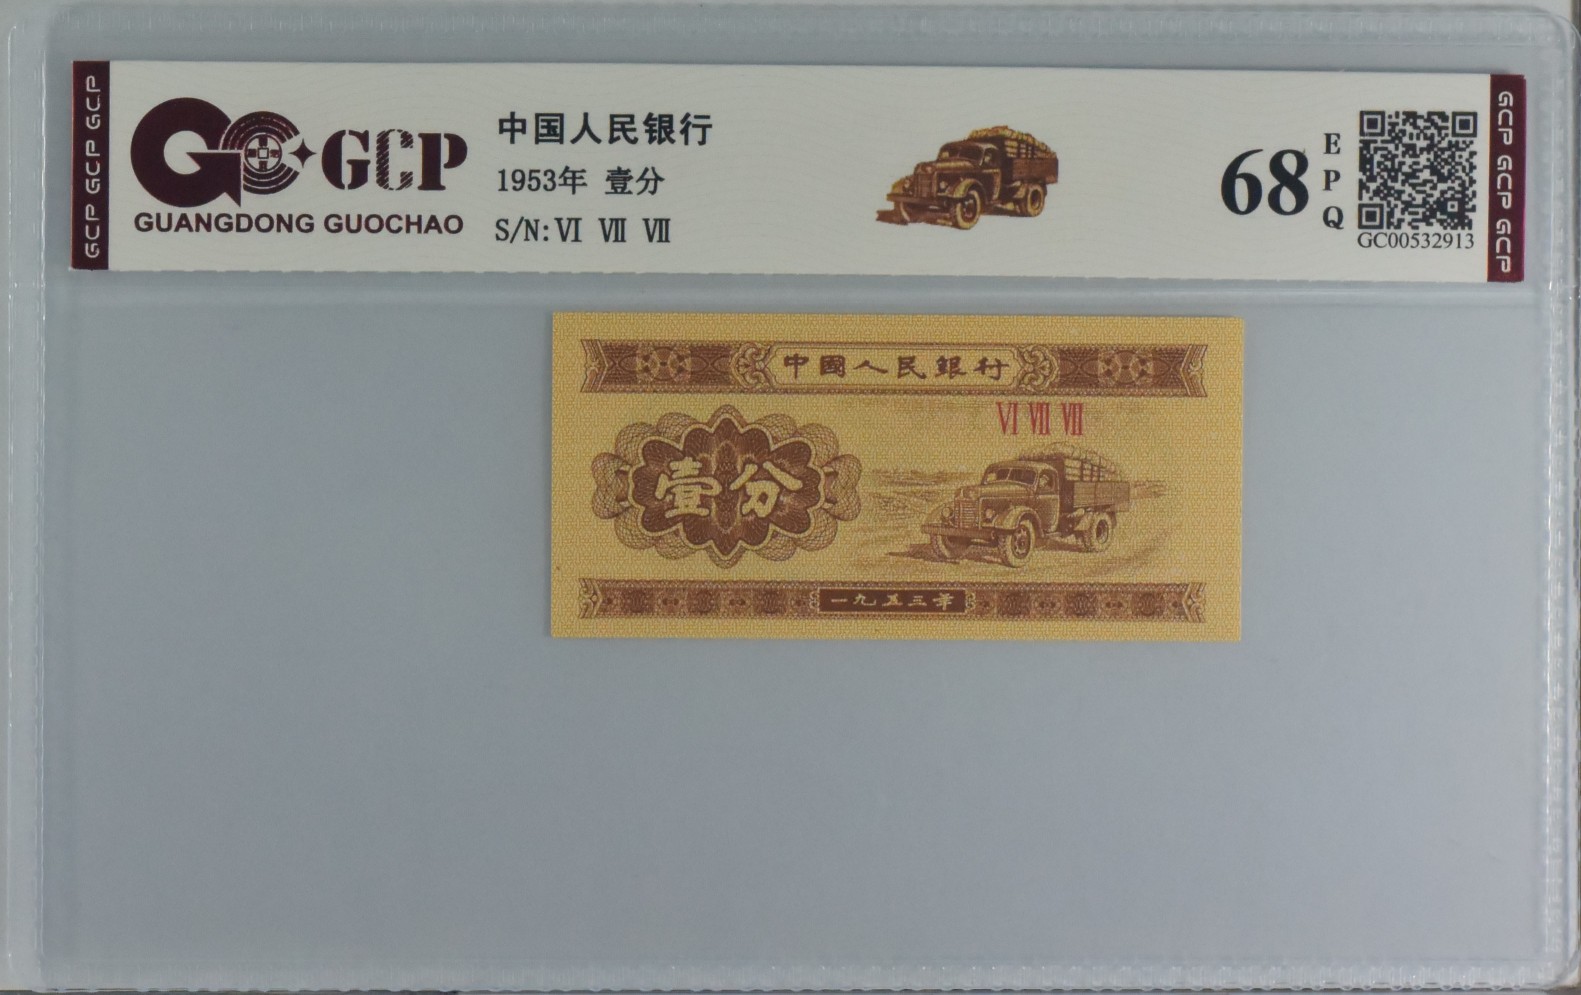 GCP GCP GCP
GCP
GUANGDONG GUOCHAO
中国人民银行
1953年 壹分
S/N: Ⅵ Ⅶ Ⅶ
68
EPQ
GC00532913
GCP GCP GCP
中國人民銀行
Ⅵ Ⅶ Ⅶ
壹分
一九五三年